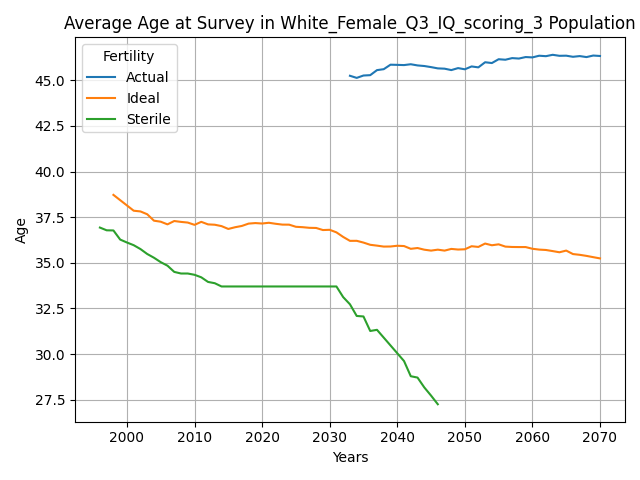 Average Age at Survey in White_Female_Q3_IQ_scoring_3 Population
Fertility
Actual
Ideal
Sterile
45.0
42.5
40.0
37.5
35.0
32.5
30.0
27.5
Age
2000 2010 2020 2030 2040 2050 2060 2070
Years